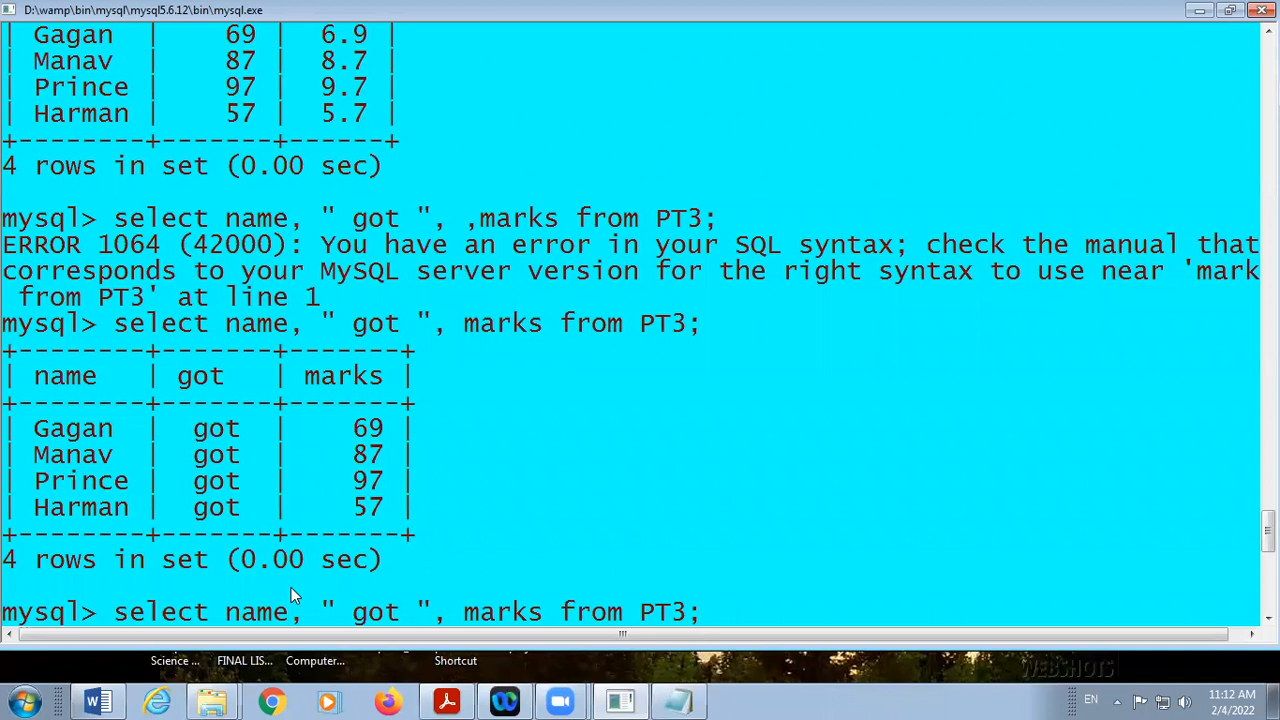 D:\wamp\bin\mysql\mysql5.6.12\bin\mysql.exe
| Gagan  |      69 |  6.9 |
| Manav  |      87 |  8.7 |
| Prince |      97 |  9.7 |
| Harman |      57 |  5.7 |
+--------+-------+------+
4 rows in set (0.00 sec)
mysql> select name, " got ", ,marks from PT3;
ERROR 1064 (42000): You have an error in your SQL syntax; check the manual that
corresponds to your MySQL server version for the right syntax to use near 'mark
 from PT3' at line 1
mysql> select name, " got ", marks from PT3;
+--------+-------+-------+
| name   | got   | marks |
+--------+-------+-------+
| Gagan  |  got  |    69 |
| Manav  |  got  |    87 |
| Prince |  got  |    97 |
| Harman |  got  |    57 |
+--------+-------+-------+
4 rows in set (0.00 sec)
mysql> select name, " got ", marks from PT3;
Science ... FINAL LIS... Computer... Shortcut
WEBSHOTS
EN 11:12 AM
2/4/2022